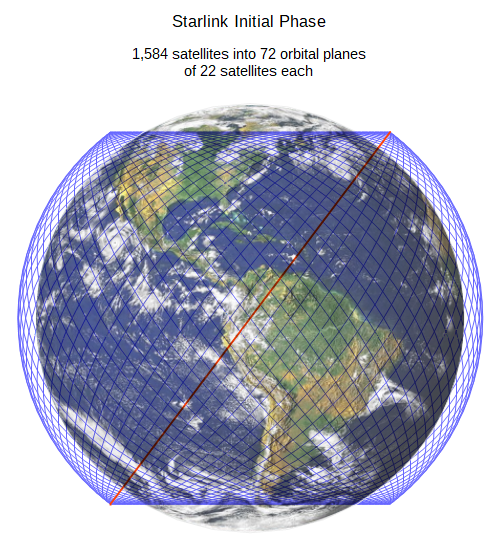 Starlink Initial Phase
1,584 satellites into 72 orbital planes
of 22 satellites each